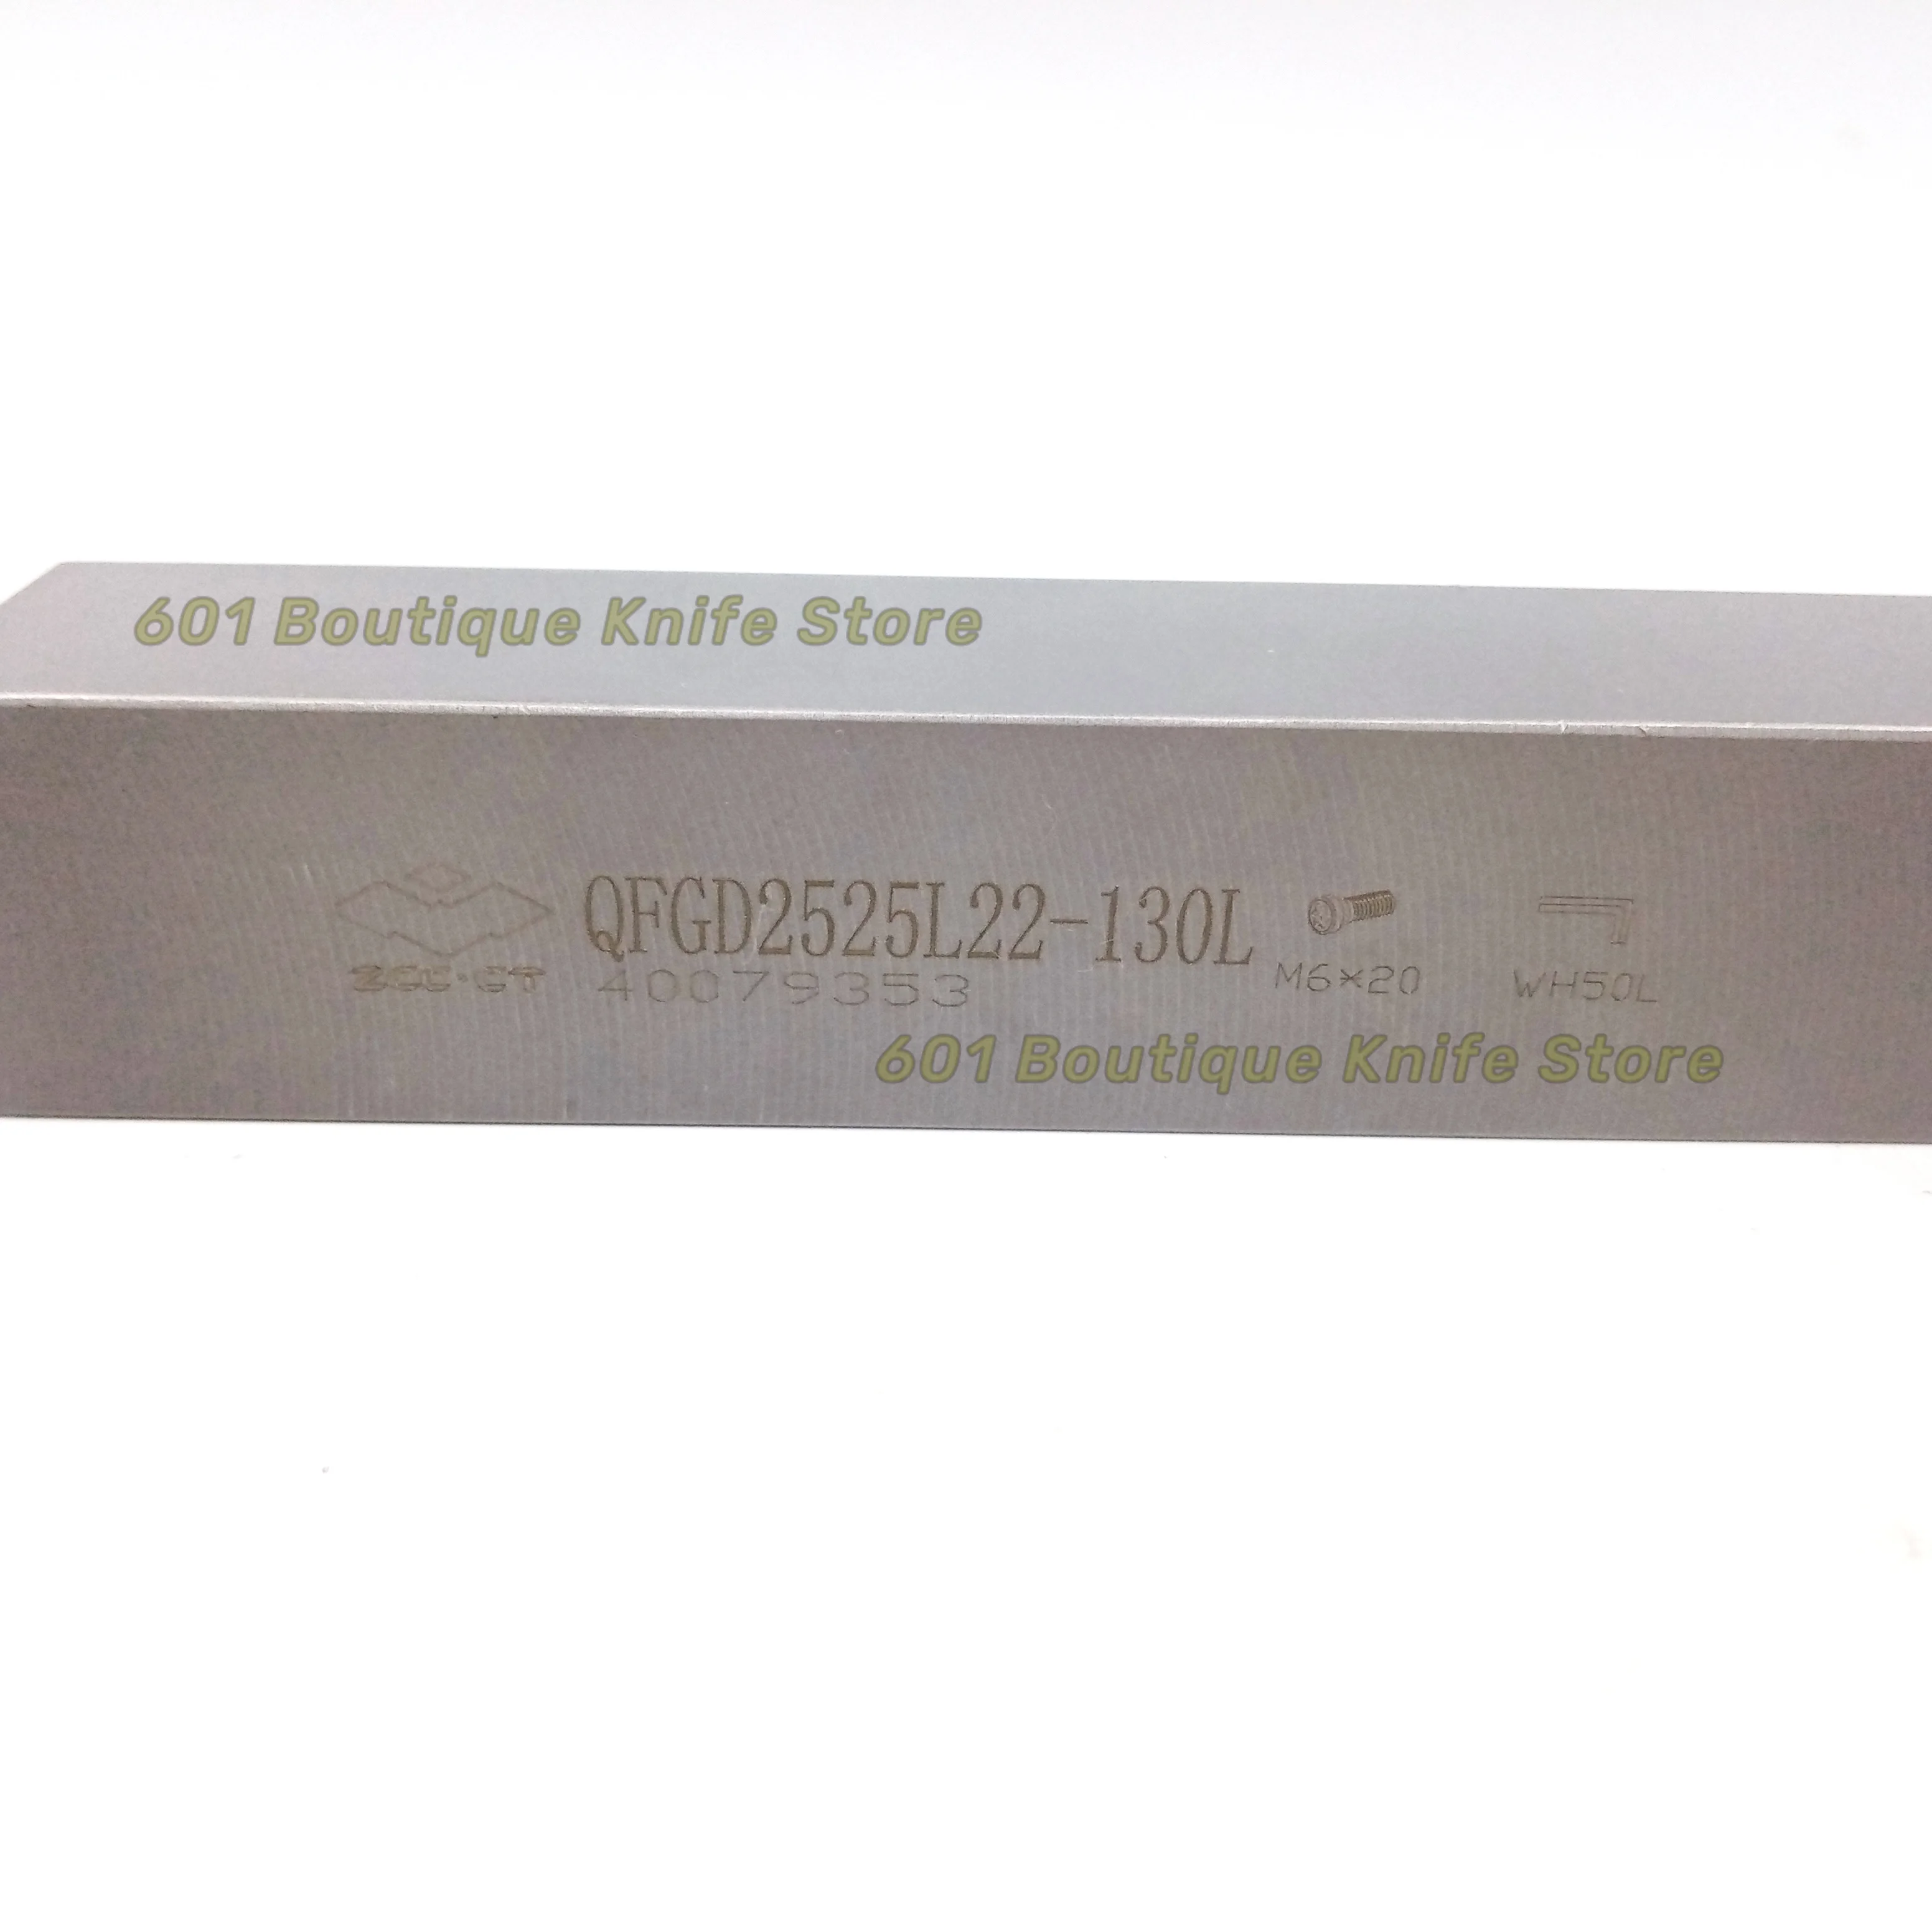 601 Boutique Knife Store
QFGD2525L22-130L
ZCC·CT 40079353 M6×20 WH50L
601 Boutique Knife Store